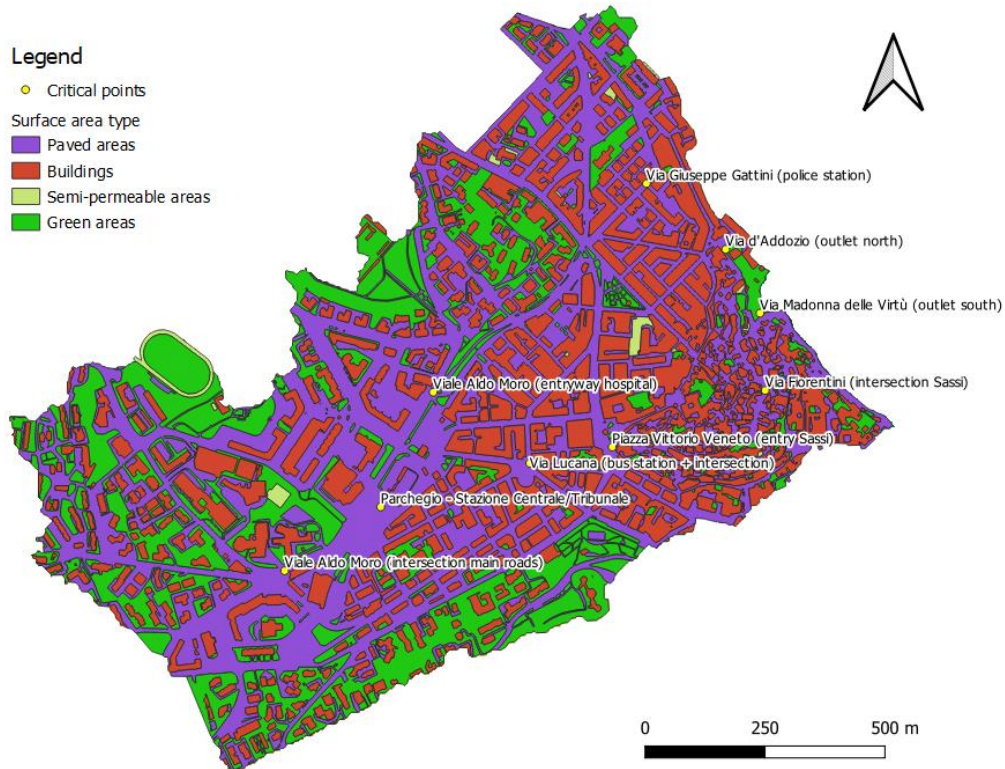 Legend
Critical points
Surface area type
Paved areas
Buildings
Semi-permeable areas
Green areas
Via Giuseppe Gattini (police station)
Via d'Addozio (outlet north)
Via Madonna delle Virtù (outlet south)
Viale Aldo Moro (entryway hospital)
Via Fiorentini (intersection Sassi)
Piazza Vittorio Veneto (entry Sassi)
Via Lucana (bus station + intersection)
Parchegio - Stazione Centrale/Tribunale
Viale Aldo Moro (intersection main roads)
0 250 500 m